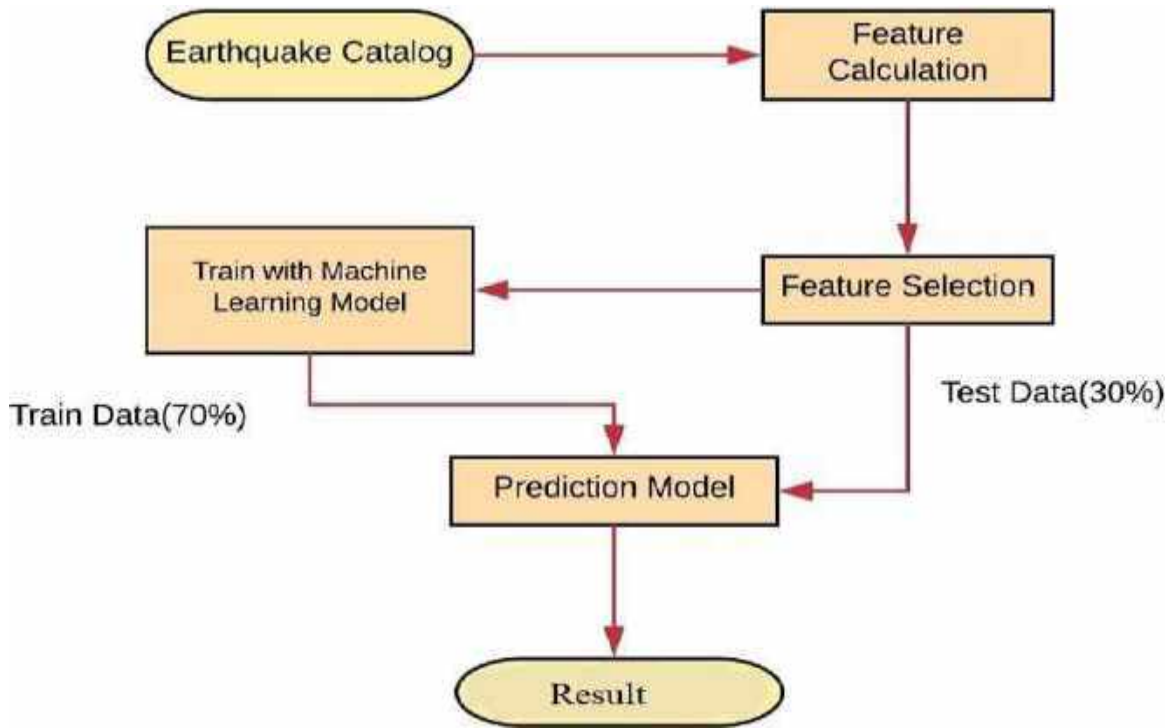 Earthquake Catalog
Feature
Calculation
Train with Machine
Learning Model
Feature Selection
Train Data(70%)
Test Data(30%)
Prediction Model
Result